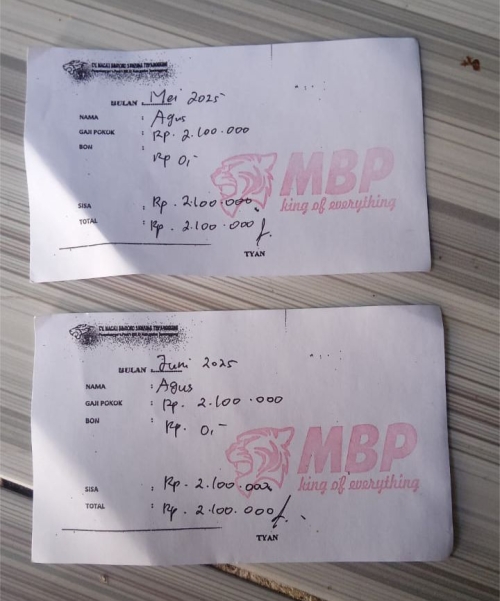 BULAN : Mei 2025
NAMA : Agus
GAJI POKOK : Rp. 2.100.000
BON : Rp 0,-
MBP
king of everything
SISA : Rp. 2.100.000
TOTAL : Rp. 2.100.000
TYAN
BULAN : Juni 2025
NAMA : Agus
GAJI POKOK : Rp. 2.100.000
BON : Rp. 0,-
MBP
king of everything
SISA : Rp. 2.100.000
TOTAL : Rp. 2.100.000
TYAN